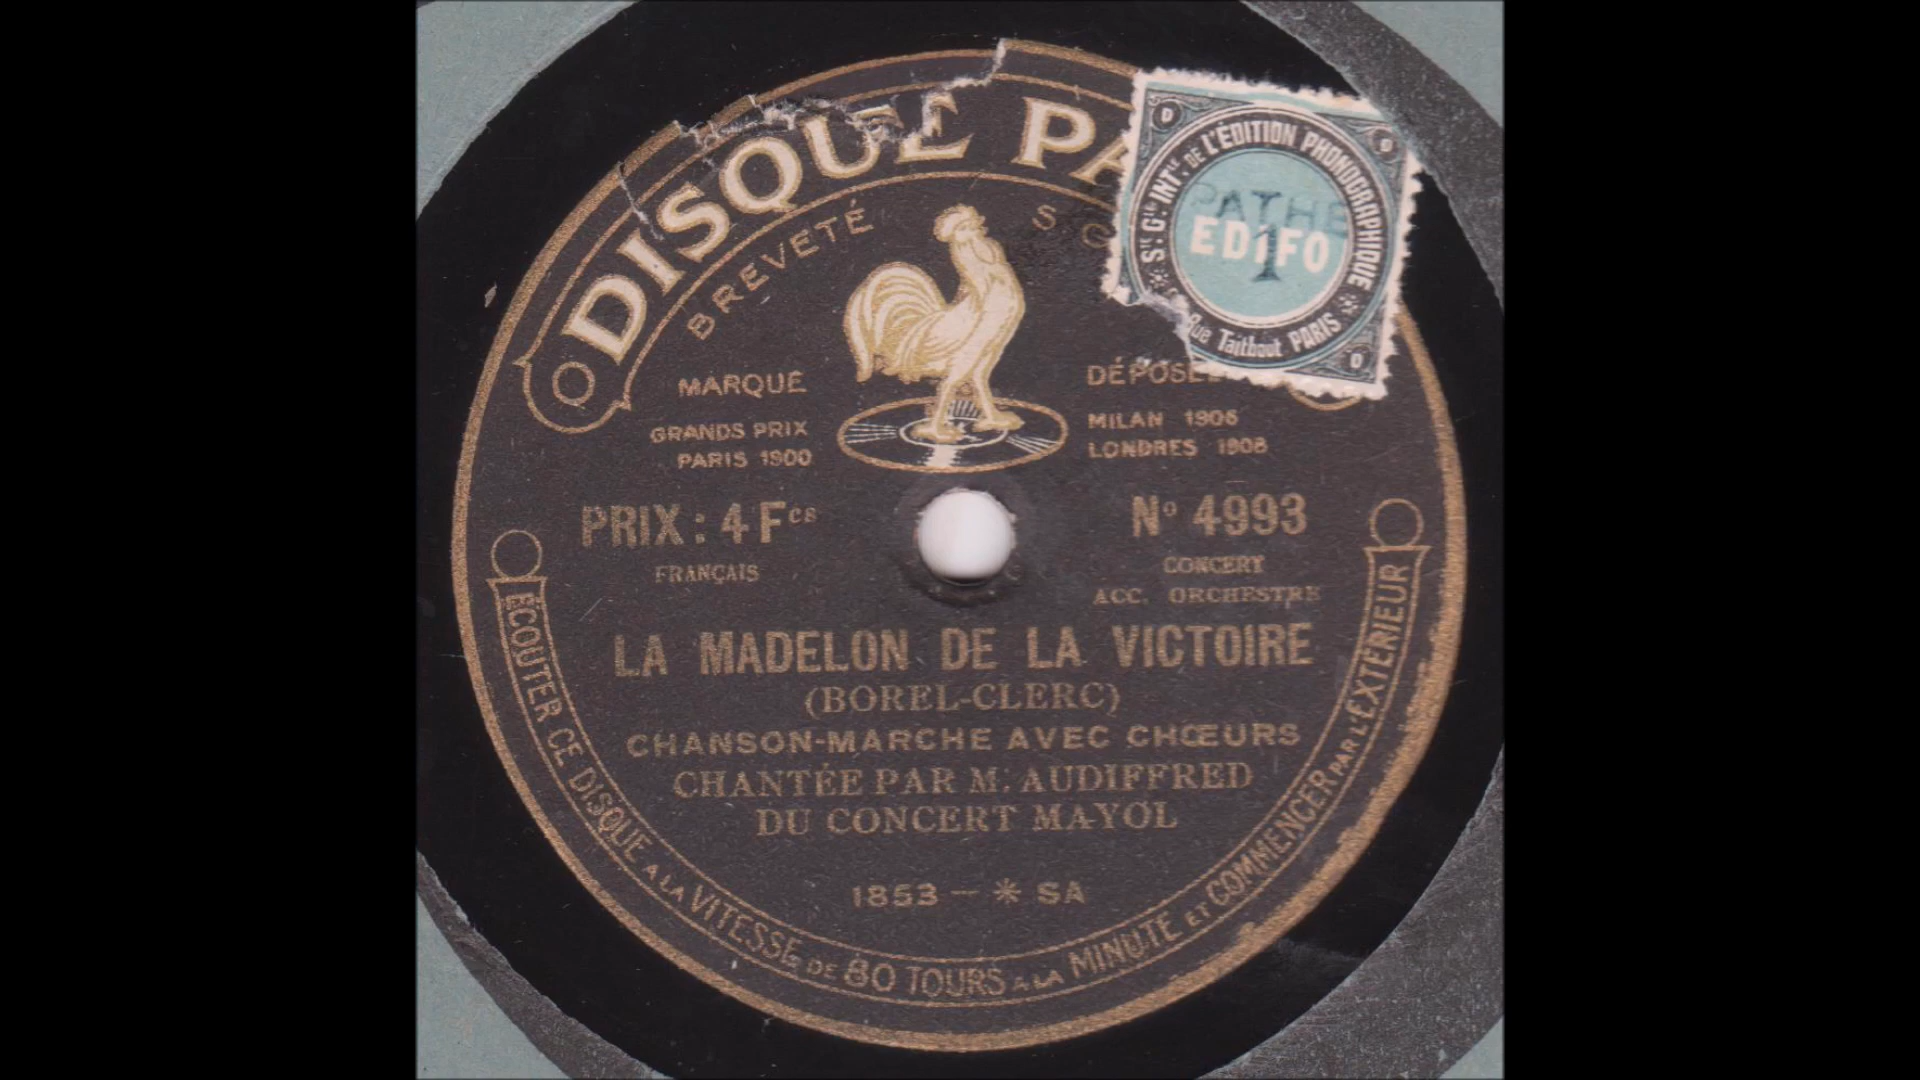 DISQUE PA
BREVETÉ S.G
STÉ GLE INTLE DE L'ÉDITION PHONOGRAPHIQUE
PATHE
EDIFO
1
Rue Taitbout PARIS
D
D
D
MARQUE DÉPOSÉE
GRANDS PRIX MILAN 1906
PARIS 1900 LONDRES 1908
PRIX : 4 Fcs No 4993
FRANÇAIS CONCERT
ACC. ORCHESTRE
LA MADELON DE LA VICTOIRE
(BOREL-CLERC)
CHANSON-MARCHE AVEC CHŒURS
CHANTÉE PAR M. AUDIFFRED
DU CONCERT MAYOL
1853 - * SA
ÉCOUTER CE DISQUE A LA VITESSE DE 80 TOURS A LA MINUTE ET COMMENCER PAR L'EXTÉRIEUR